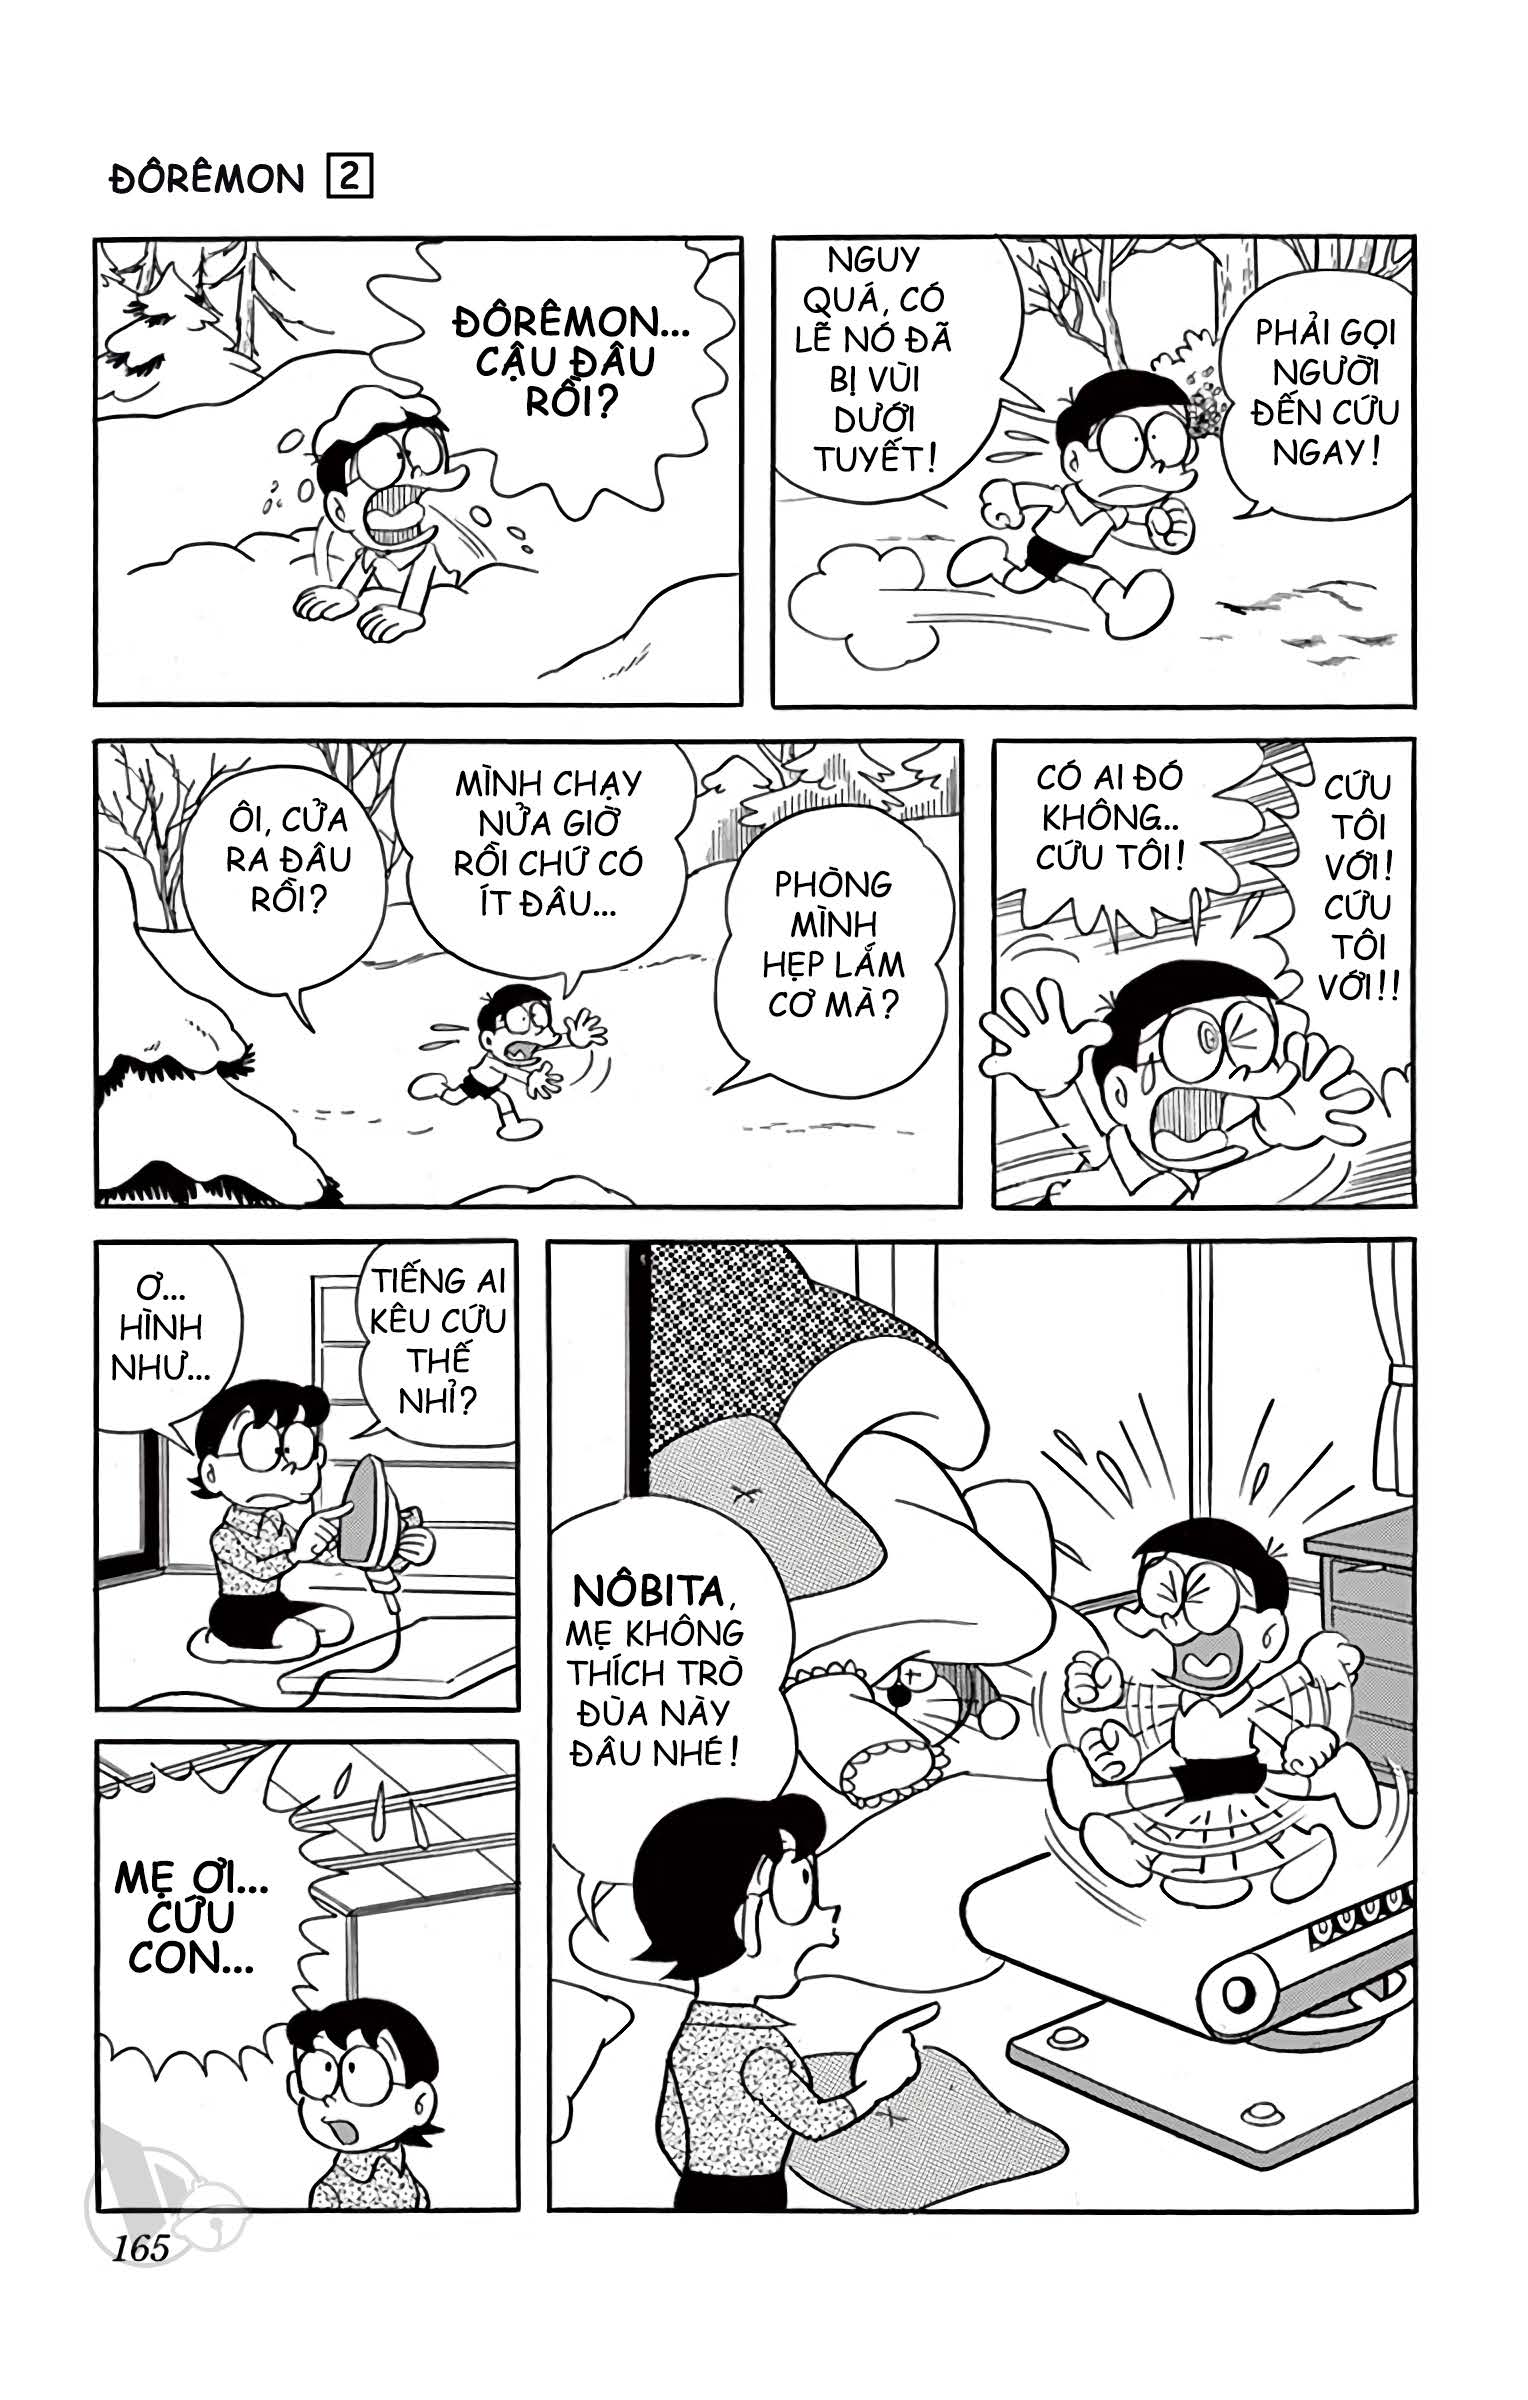 ĐÔRÊMON 2
ĐÔRÊMON...
CẬU ĐÂU
RỒI?
NGUY
QUÁ, CÓ
LẼ NÓ ĐÃ
BỊ VÙI
DƯỚI
TUYẾT!
PHẢI GỌI
NGƯỜI
ĐẾN CỨU
NGAY!
ÔI, CỬA
RA ĐÂU
RỒI?
MÌNH CHẠY
NỬA GIỜ
RỒI CHỨ CÓ
ÍT ĐÂU...
PHÒNG
MÌNH
HẸP LẮM
CƠ MÀ?
CÓ AI ĐÓ
KHÔNG...
CỨU TÔI!
CỨU
TÔI
VỚI!
CỨU
TÔI
VỚI!!
Ơ...
HÌNH
NHƯ...
TIẾNG AI
KÊU CỨU
THẾ
NHỈ?
MẸ ƠI...
CỨU
CON...
NÔBITA,
MẸ KHÔNG
THÍCH TRÒ
ĐÙA NÀY
ĐÂU NHÉ!
165